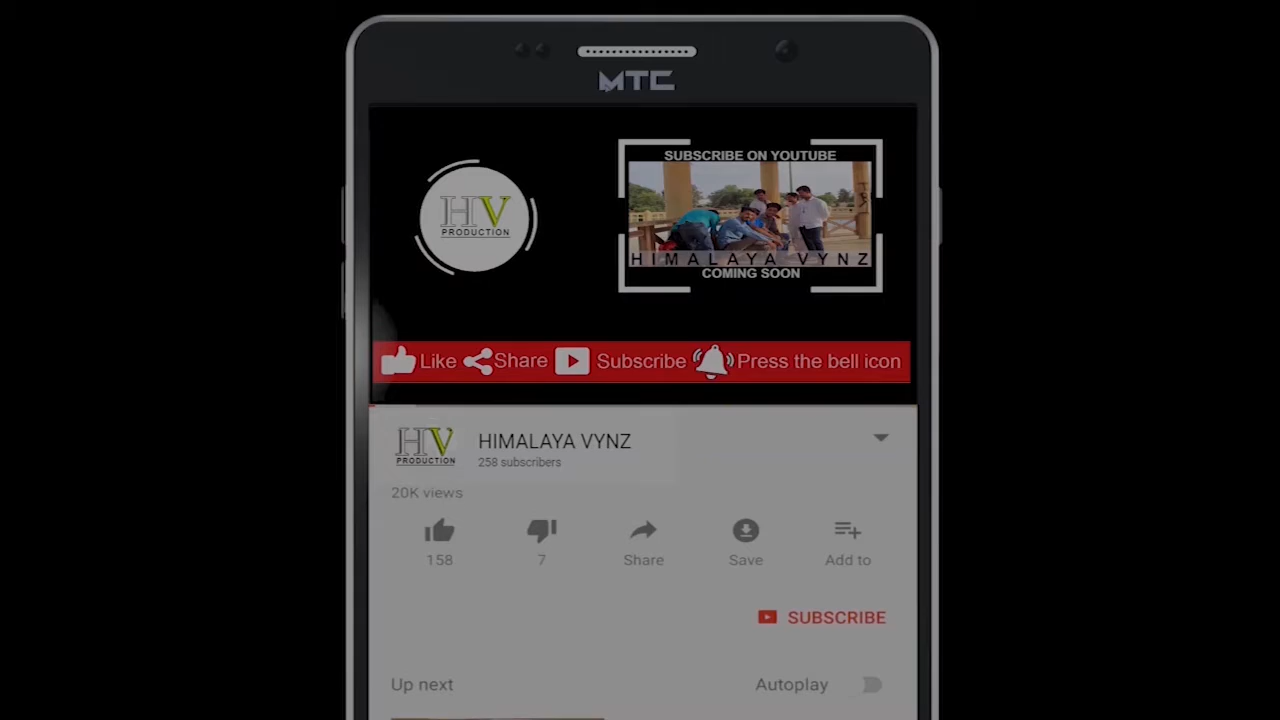 MTC
SUBSCRIBE ON YOUTUBE
HV
PRODUCTION
HIMALAYA VYNZ
COMING SOON
Like Share Subscribe Press the bell icon
HV
PRODUCTION
HIMALAYA VYNZ
258 subscribers
20K views
158 7 Share Save Add to
SUBSCRIBE
Up next Autoplay